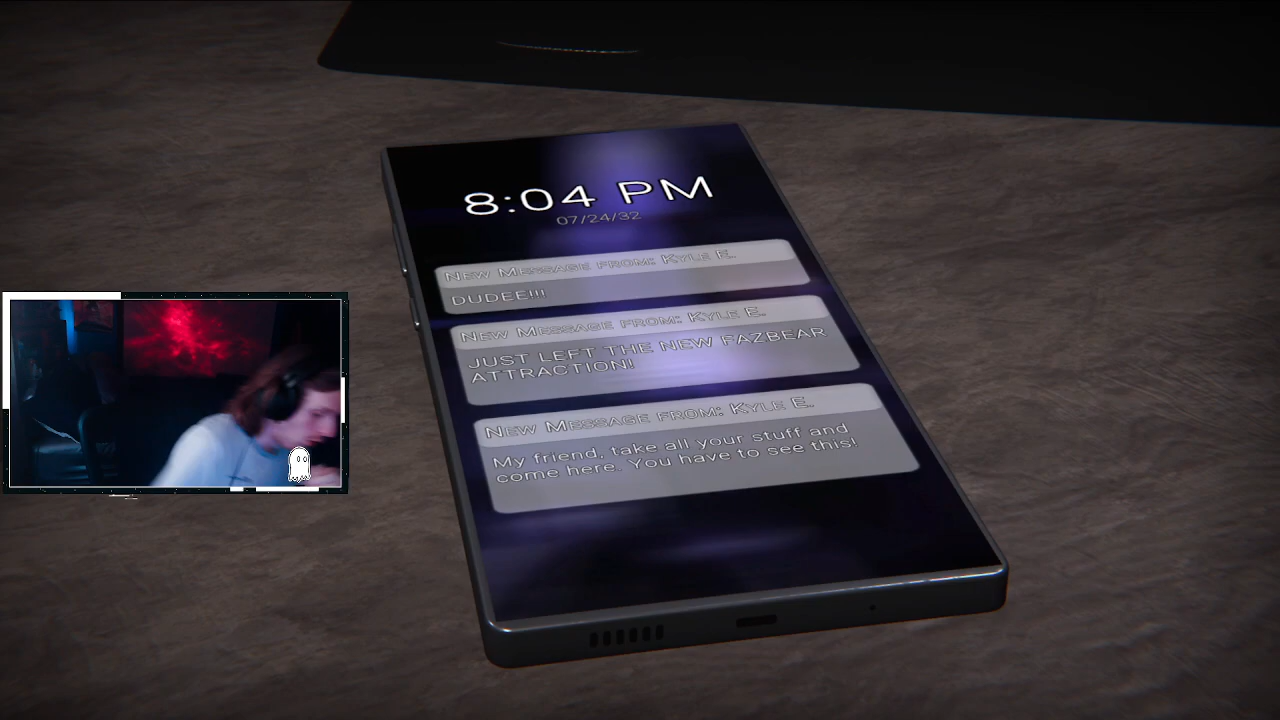 8:04 PM
07/24/32
New Message from: Kyle E.
DUDEE!!!
New Message from: Kyle E.
JUST LEFT THE NEW FAZBEAR
ATTRACTION!
New Message from: Kyle E.
My friend, take all your stuff and
come here. You have to see this!